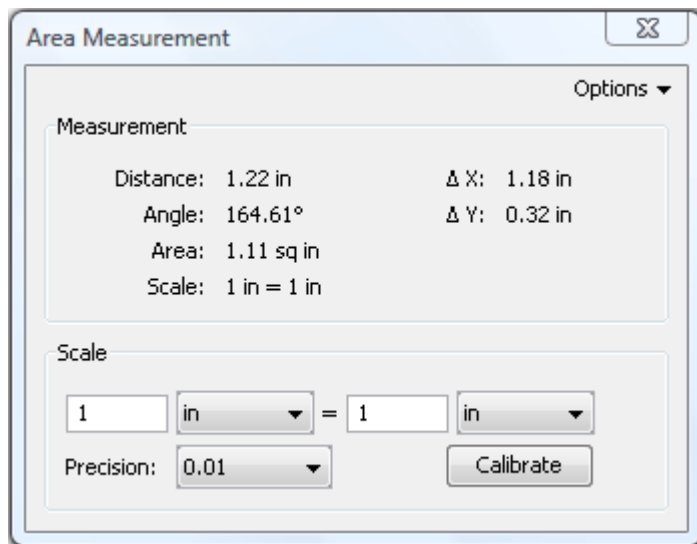 Area Measurement
Options
Measurement
Distance: 1.22 in Δ X: 1.18 in
Angle: 164.61° Δ Y: 0.32 in
Area: 1.11 sq in
Scale: 1 in = 1 in
Scale
1 in = 1 in
Precision: 0.01 Calibrate